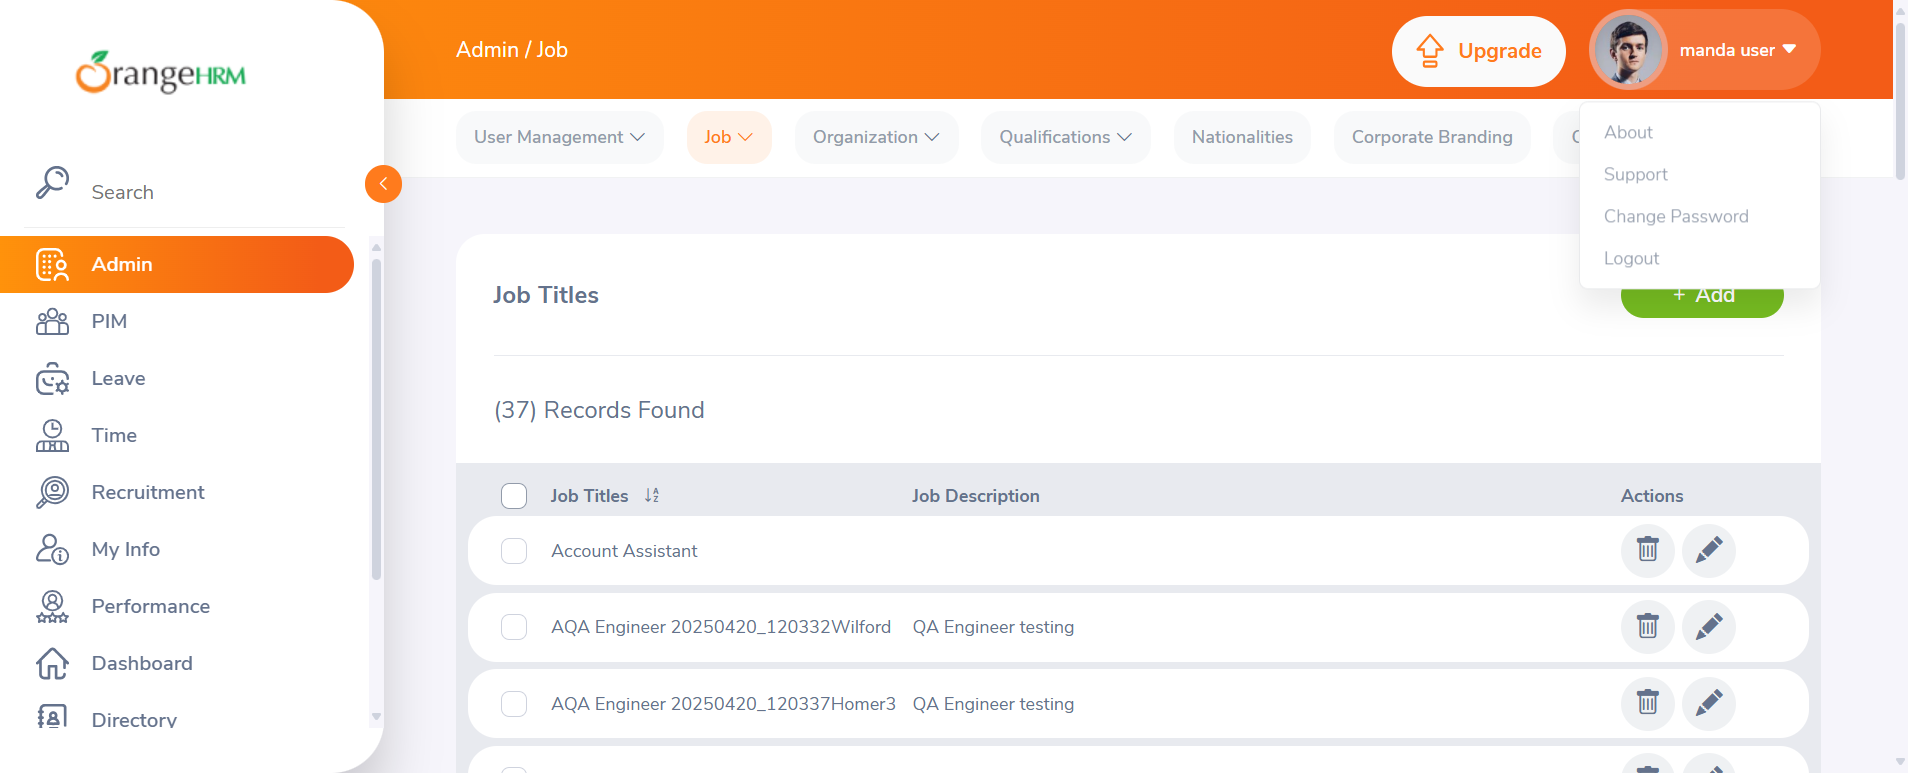 OrangeHRM
Admin / Job
Upgrade
manda user
Search
Admin
PIM
Leave
Time
Recruitment
My Info
Performance
Dashboard
Directory
User Management
Job
Organization
Qualifications
Nationalities
Corporate Branding
About
Support
Change Password
Logout
Job Titles
+ Add
(37) Records Found
Job Titles
Job Description
Actions
Account Assistant
AQA Engineer 20250420_120332Wilford QA Engineer testing
AQA Engineer 20250420_120337Homer3 QA Engineer testing